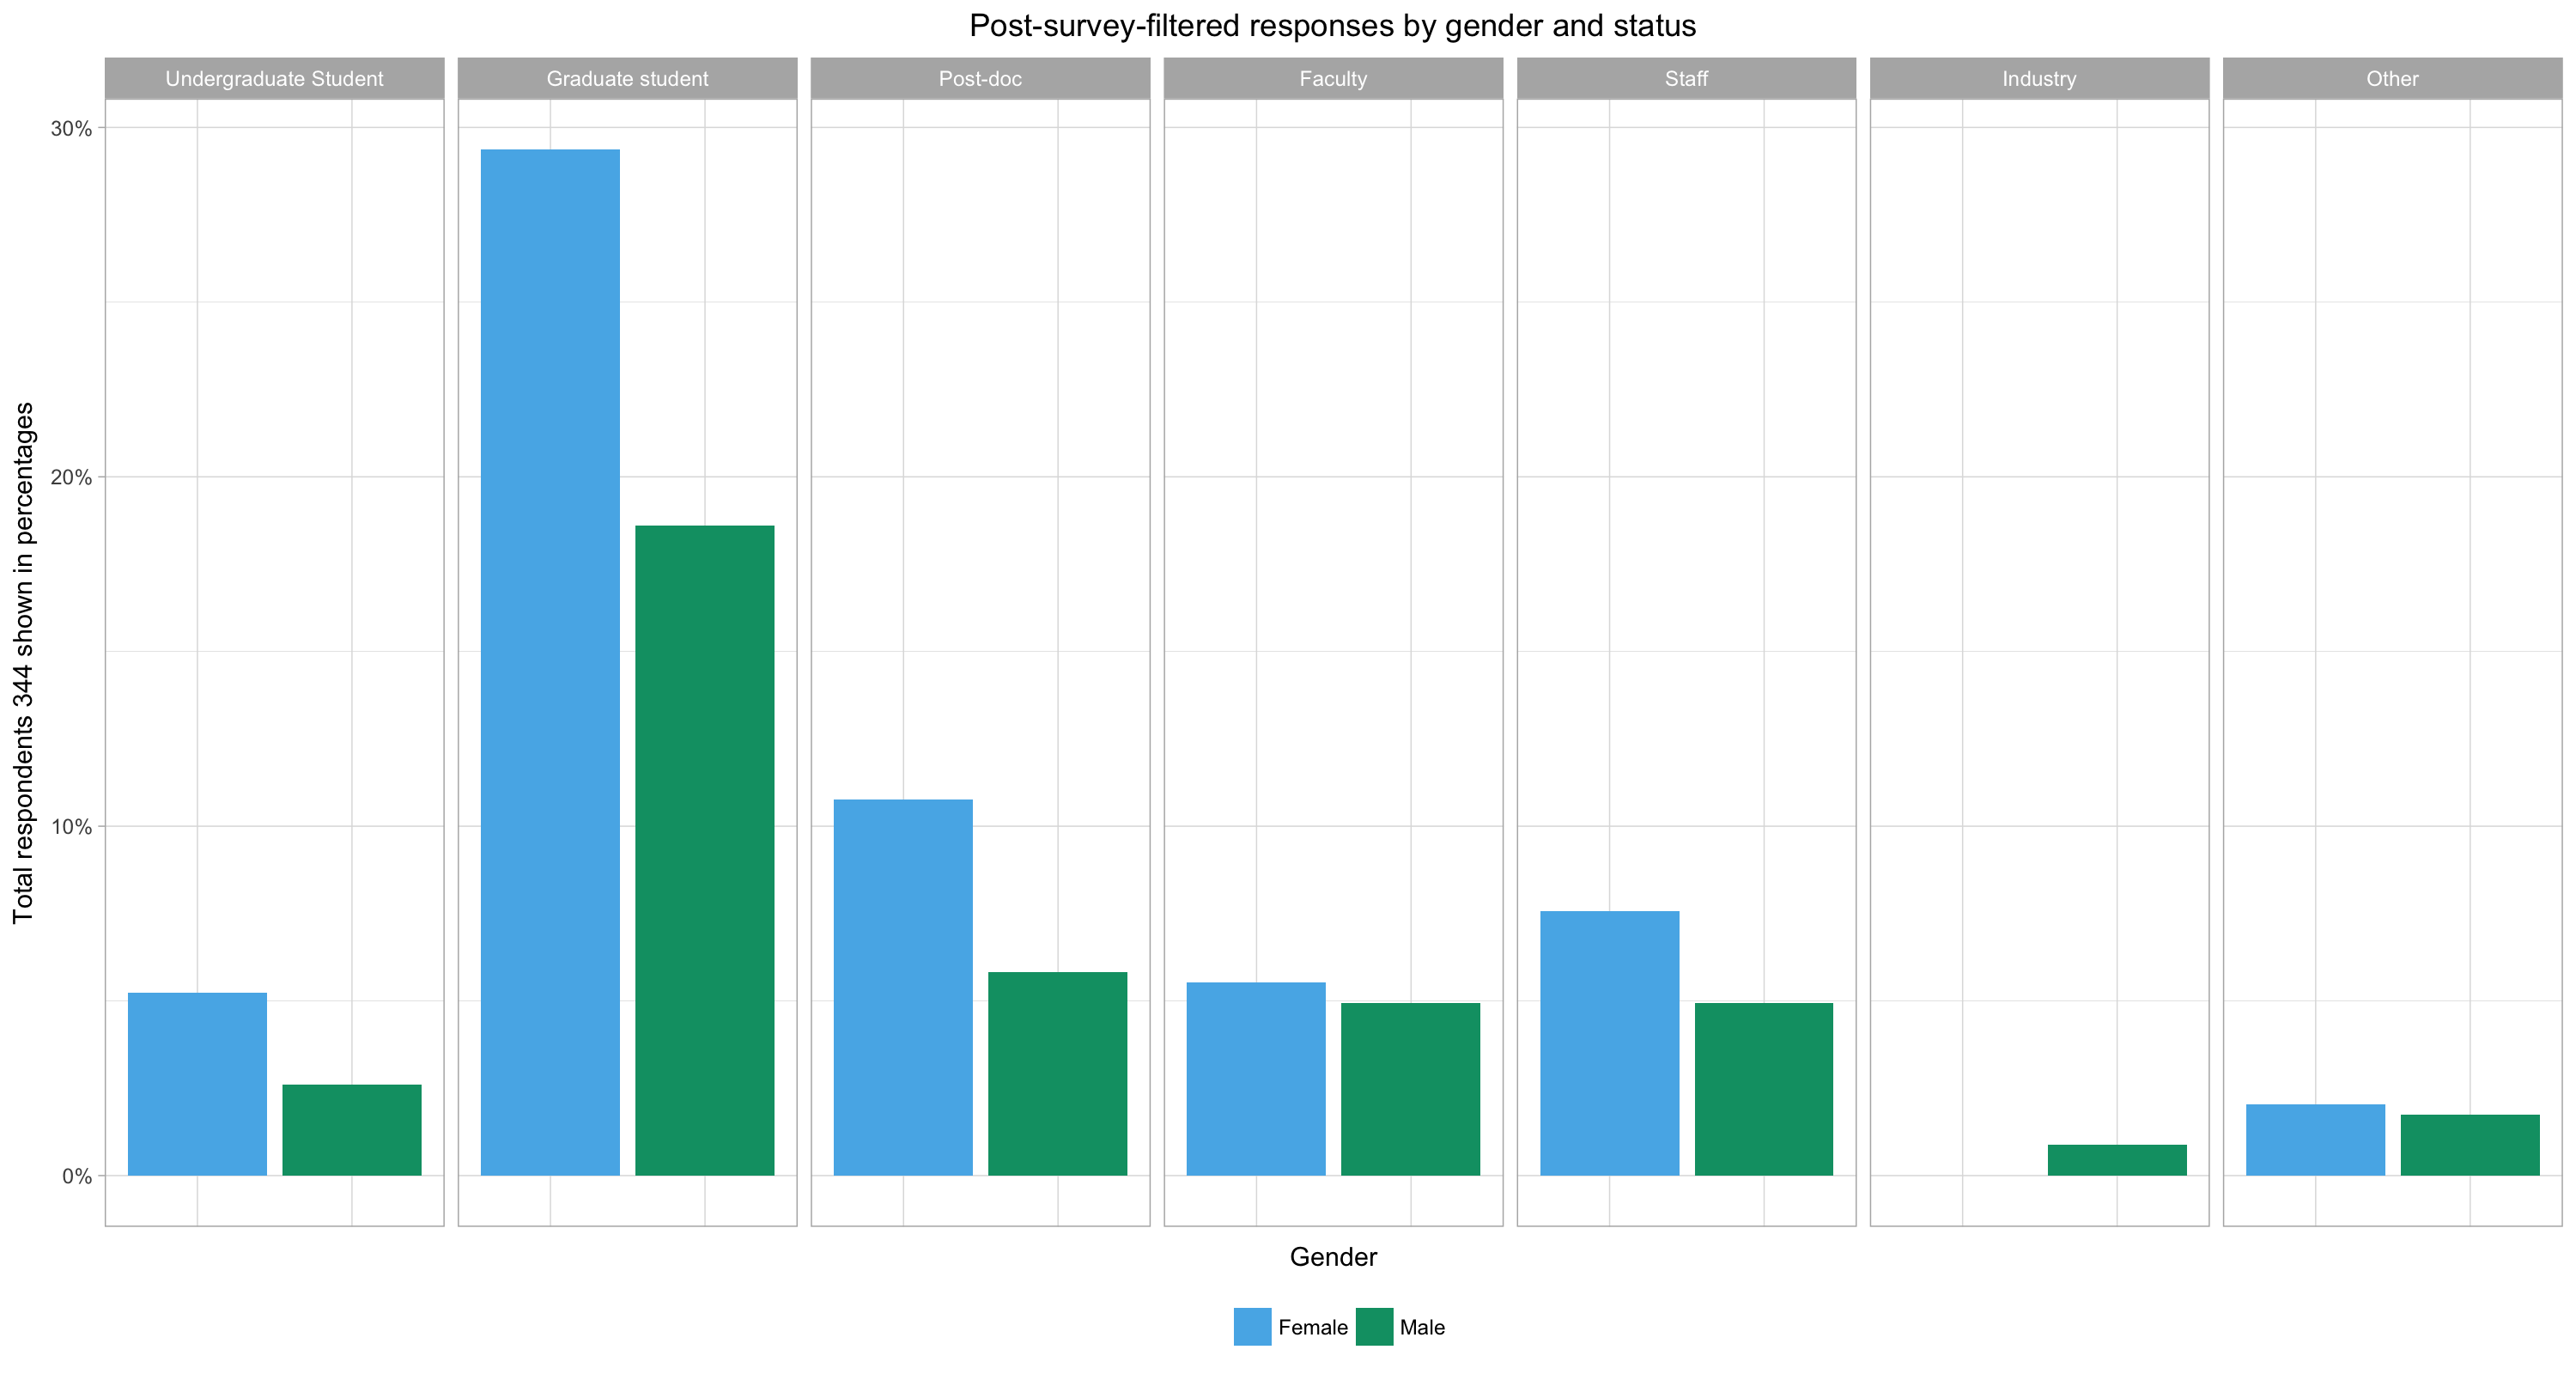 Post-survey-filtered responses by gender and status
Undergraduate Student
Graduate student
Post-doc
Faculty
Staff
Industry
Other
Total respondents 344 shown in percentages
30%
20%
10%
0%
Gender
Female
Male